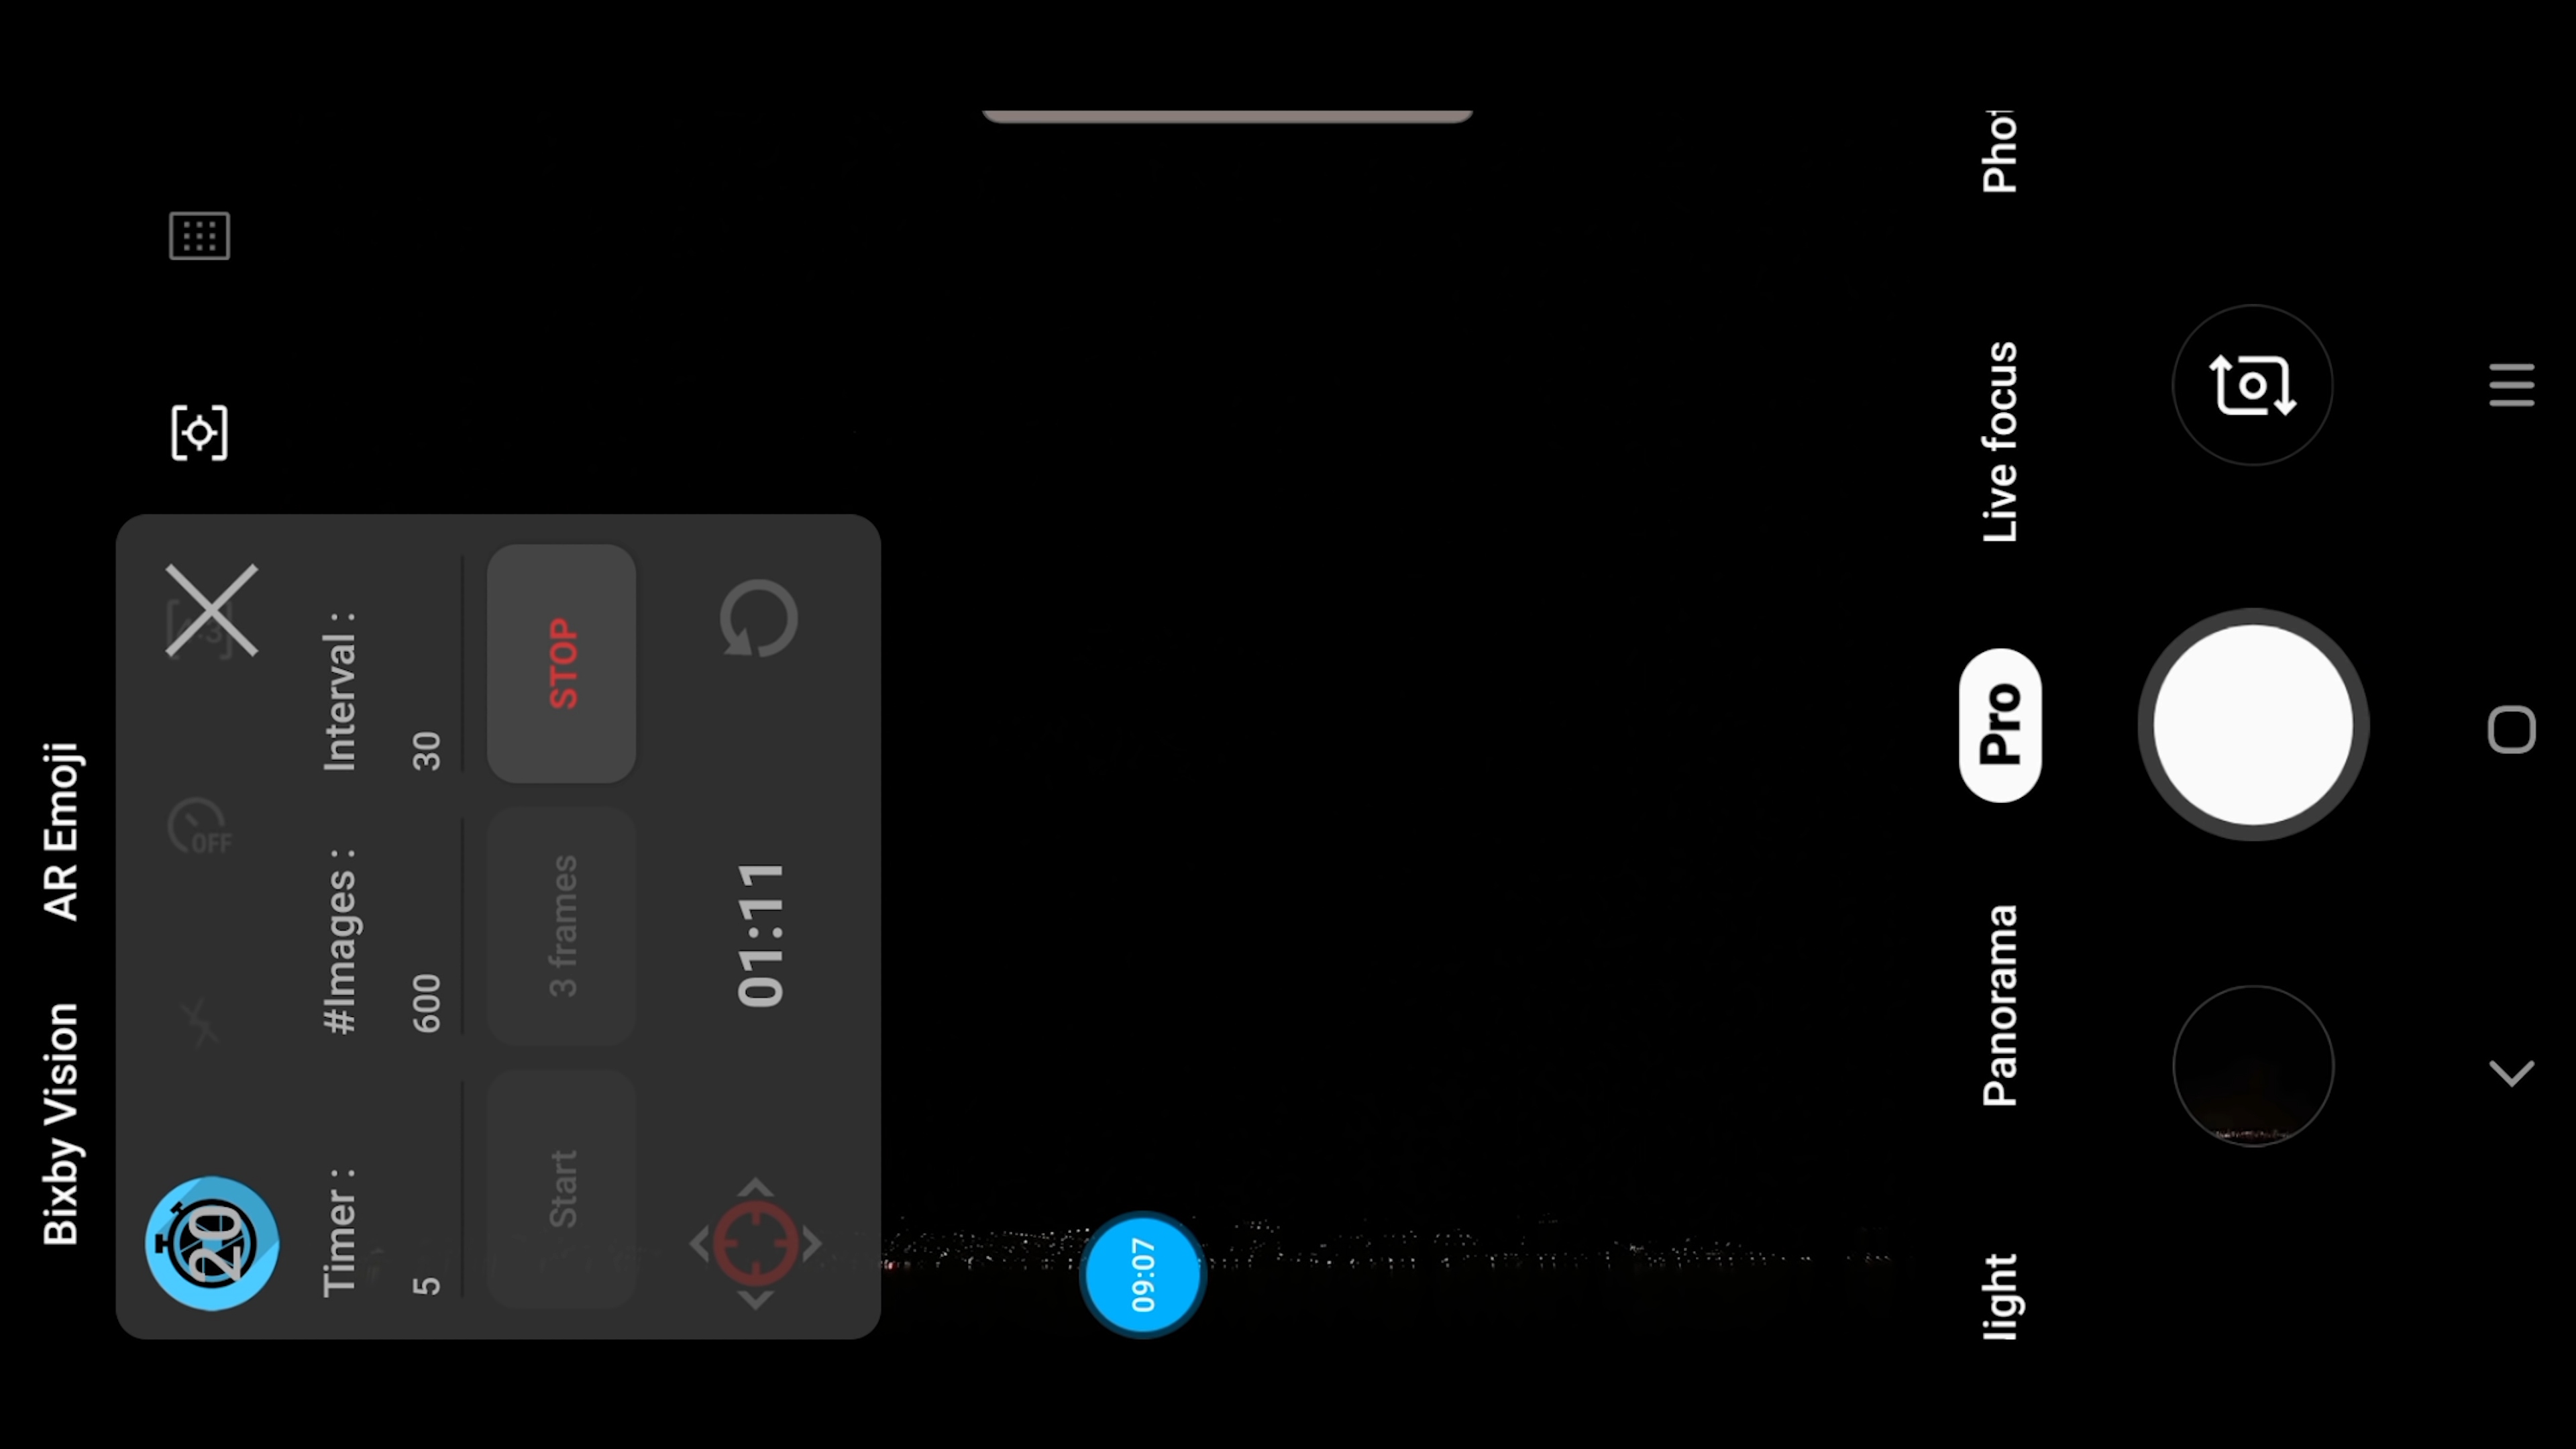 Bixby Vision AR Emoji
20
OFF
Timer : #Images : Interval :
5 600 30
Start 3 frames STOP
01:11
09:07
light Panorama Pro Live focus Pho